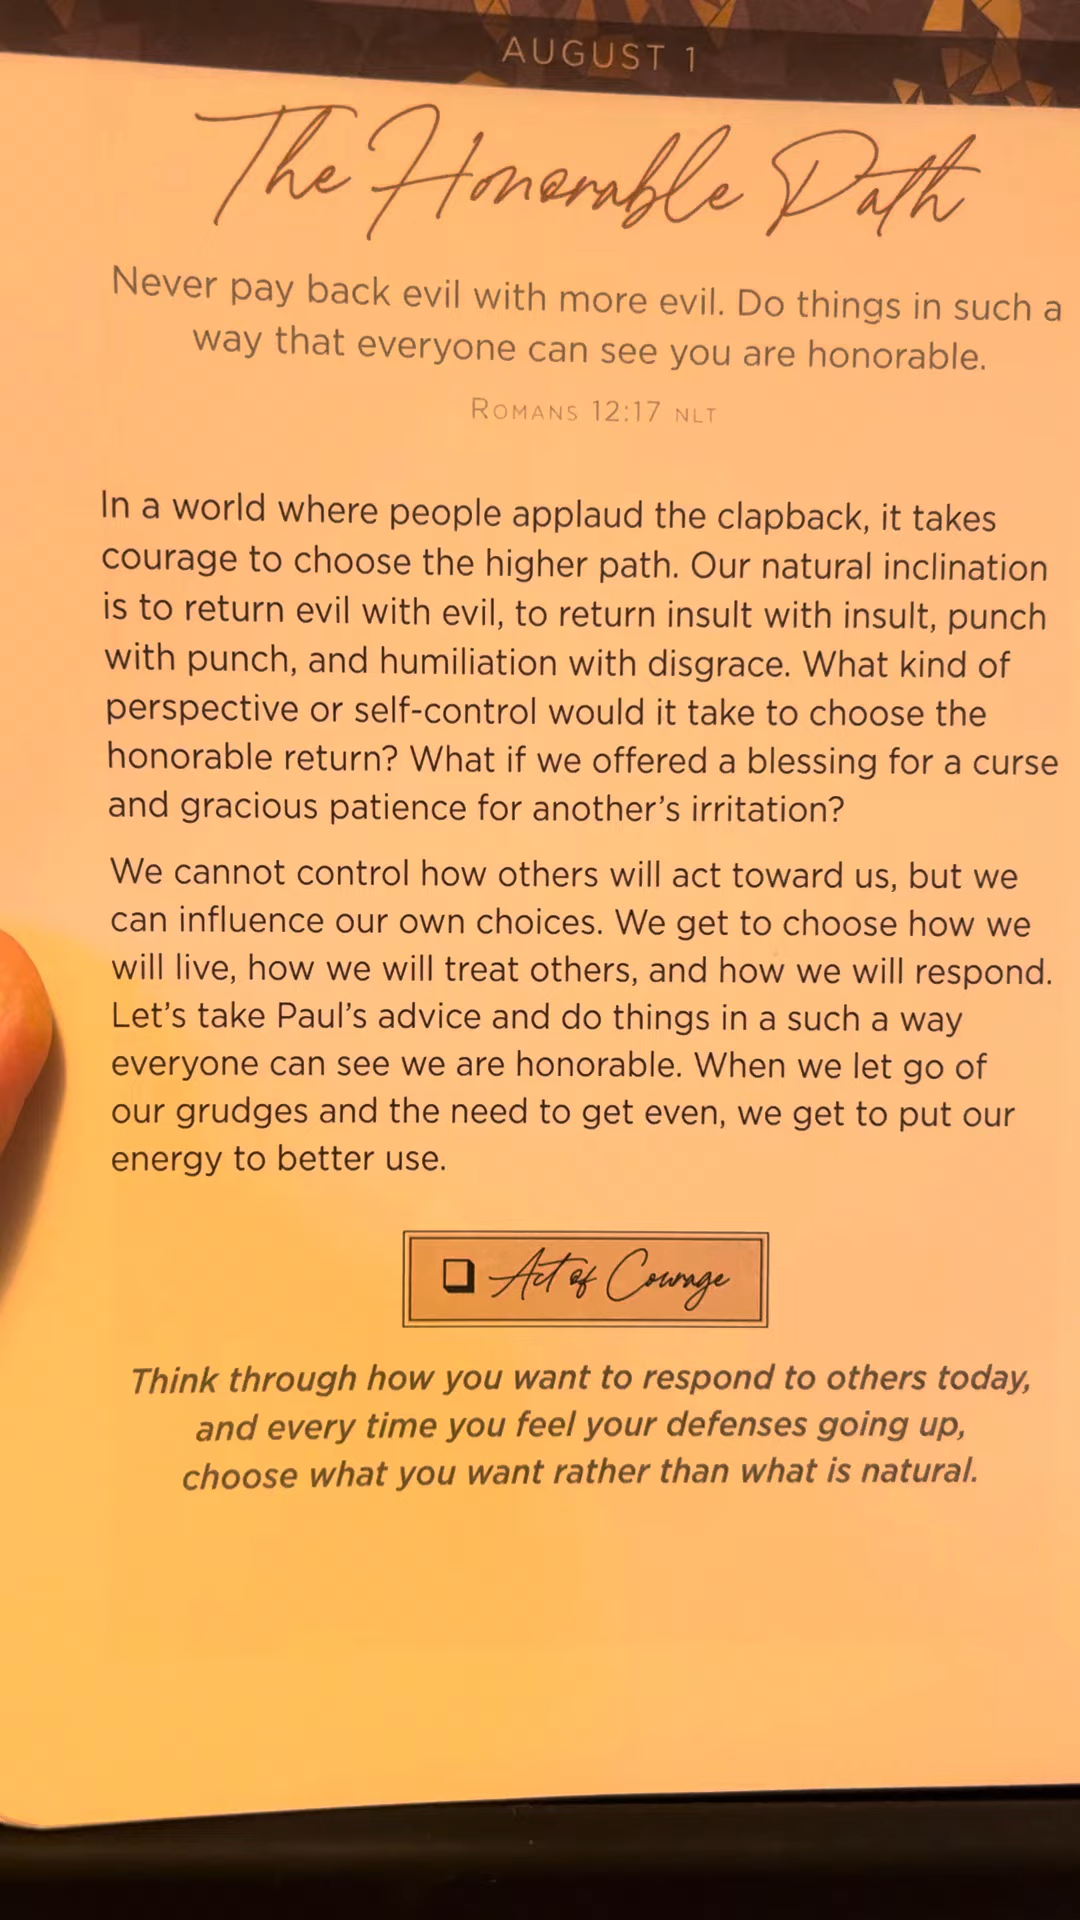 AUGUST 1
The Honorable Path
Never pay back evil with more evil. Do things in such a
way that everyone can see you are honorable.
ROMANS 12:17 NLT
In a world where people applaud the clapback, it takes
courage to choose the higher path. Our natural inclination
is to return evil with evil, to return insult with insult, punch
with punch, and humiliation with disgrace. What kind of
perspective or self-control would it take to choose the
honorable return? What if we offered a blessing for a curse
and gracious patience for another's irritation?
We cannot control how others will act toward us, but we
can influence our own choices. We get to choose how we
will live, how we will treat others, and how we will respond.
Let's take Paul's advice and do things in a such a way
everyone can see we are honorable. When we let go of
our grudges and the need to get even, we get to put our
energy to better use.
❏ Act of Courage
Think through how you want to respond to others today,
and every time you feel your defenses going up,
choose what you want rather than what is natural.